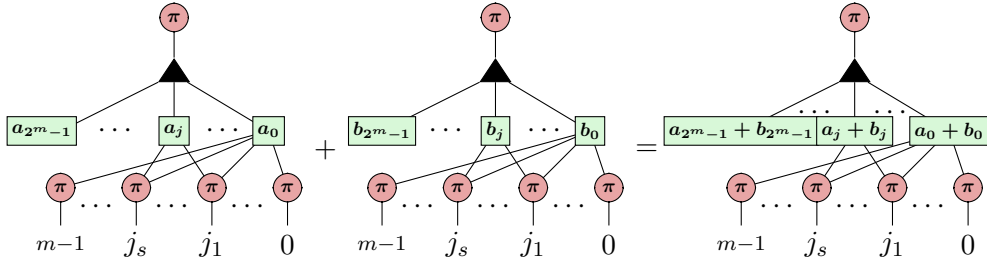 π π π
a_{2^m-1} ⋯ a_j ⋯ a_0 + b_{2^m-1} ⋯ b_j ⋯ b_0 = a_{2^m-1} + b_{2^m-1} ⋯ a_j + b_j ⋯ a_0 + b_0
π ⋯ π ⋯ π ⋯ π π ⋯ π ⋯ π ⋯ π π ⋯ π ⋯ π ⋯ π
m−1 j_s j_1 0 m−1 j_s j_1 0 m−1 j_s j_1 0